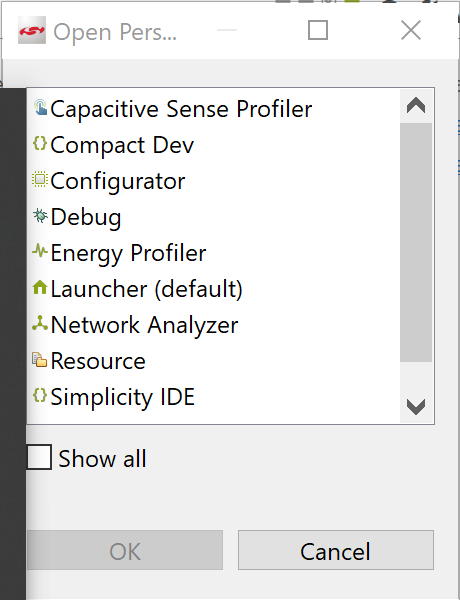 Open Pers...
Capacitive Sense Profiler
Compact Dev
Configurator
Debug
Energy Profiler
Launcher (default)
Network Analyzer
Resource
Simplicity IDE
Show all
OK
Cancel